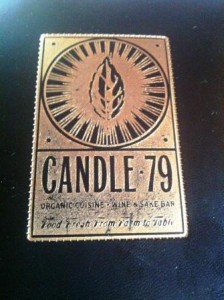 CANDLE · 79
ORGANIC CUISINE · WINE & SAKE BAR
Food Fresh From Farm to Table